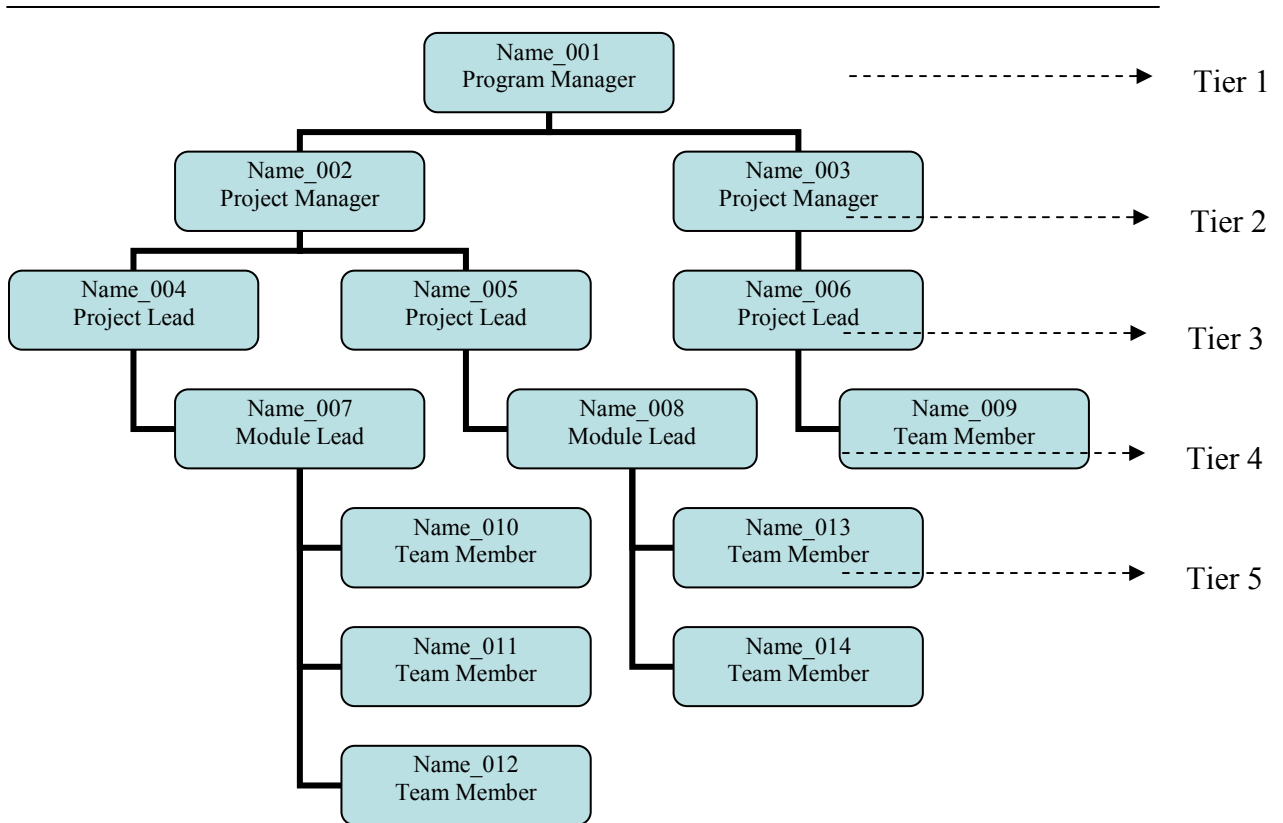 Name_001
Program Manager
Tier 1
Name_002
Project Manager
Name_003
Project Manager
Tier 2
Name_004
Project Lead
Name_005
Project Lead
Name_006
Project Lead
Tier 3
Name_007
Module Lead
Name_008
Module Lead
Name_009
Team Member
Tier 4
Name_010
Team Member
Name_013
Team Member
Tier 5
Name_011
Team Member
Name_014
Team Member
Name_012
Team Member